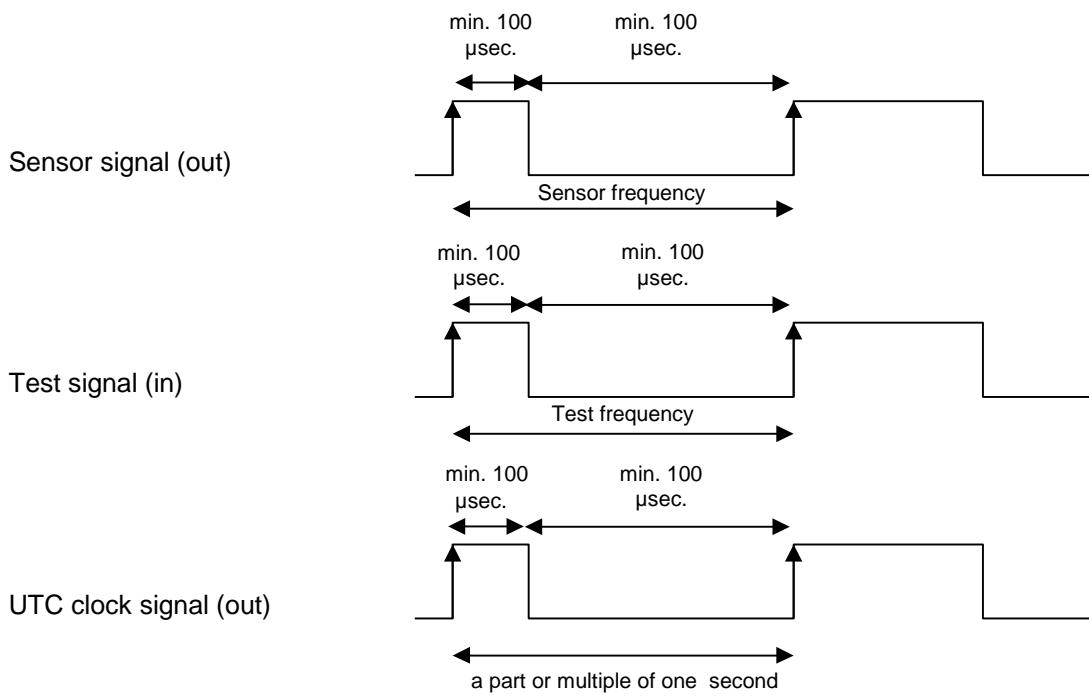 min. 100
µsec.
min. 100
µsec.
Sensor signal (out)
Sensor frequency
min. 100
µsec.
min. 100
µsec.
Test signal (in)
Test frequency
min. 100
µsec.
min. 100
µsec.
UTC clock signal (out)
a part or multiple of one second